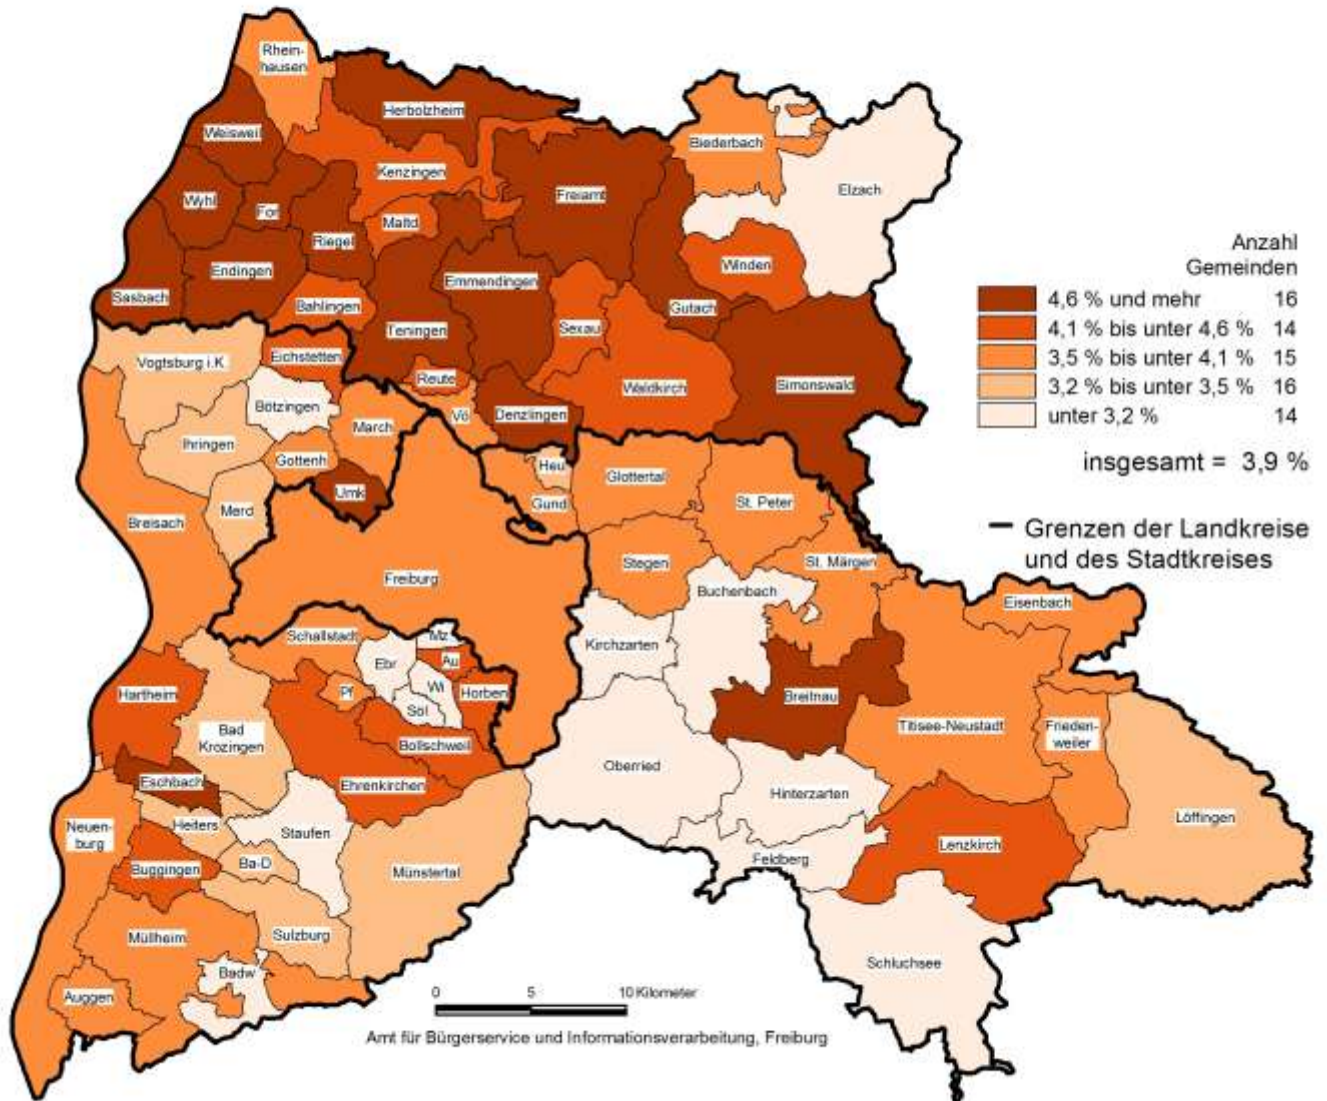 Rhein-
hausen
Herbolzheim
Weisweil
Biederbach
Kenzingen
Elzach
Freiamt
Wyhl
For
Maltd
Riegel
Winden
Endingen
Emmendingen
Sasbach
Bahlingen
Gutach
Teningen
Sexau
Vogtsburg i.K.
Eichstetten
Reute
Waldkirch
Simonswald
Bötzingen
Vö
Denzlingen
March
Ihringen
Gottenh
Heu
Glottertal
Umk
Gund
St. Peter
Merd
Breisach
Freiburg
Stegen
St. Märgen
Buchenbach
Eisenbach
Schallstadt
Mz
Kirchzarten
Ebr
Au
Hartheim
Pf
Wi
Horben
Breitnau
Söl
Titisee-Neustadt
Frieden-
weiler
Bad
Krozingen
Bollschweil
Oberried
Eschbach
Ehrenkirchen
Hinterzarten
Neuen-
burg
Heiters
Staufen
Löffingen
Lenzkirch
Ba-D
Feldberg
Buggingen
Münstertal
Müllheim
Sulzburg
Schluchsee
Badw
Auggen
Anzahl
Gemeinden
4,6 % und mehr 16
4,1 % bis unter 4,6 % 14
3,5 % bis unter 4,1 % 15
3,2 % bis unter 3,5 % 16
unter 3,2 % 14
insgesamt = 3,9 %
Grenzen der Landkreise
und des Stadtkreises
0 5 10 Kilometer
Amt für Bürgerservice und Informationsverarbeitung, Freiburg